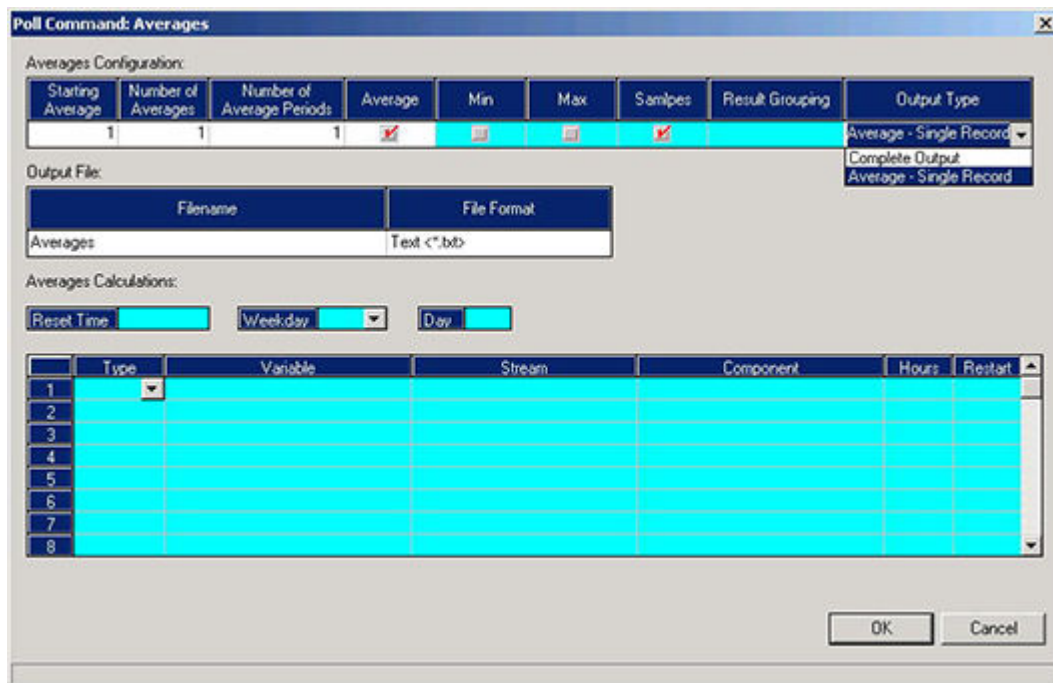 Poll Command: Averages
Averages Configuration:
Starting Average Number of Averages Number of Average Periods Average Min Max Samlpes Result Grouping Output Type
1 1 1 Average - Single Record
Complete Output
Average - Single Record
Output File:
Filename File Format
Averages Text <*.txt>
Averages Calculations:
Reset Time Weekday Day
Type Variable Stream Component Hours Restart
1
2
3
4
5
6
7
8
OK Cancel